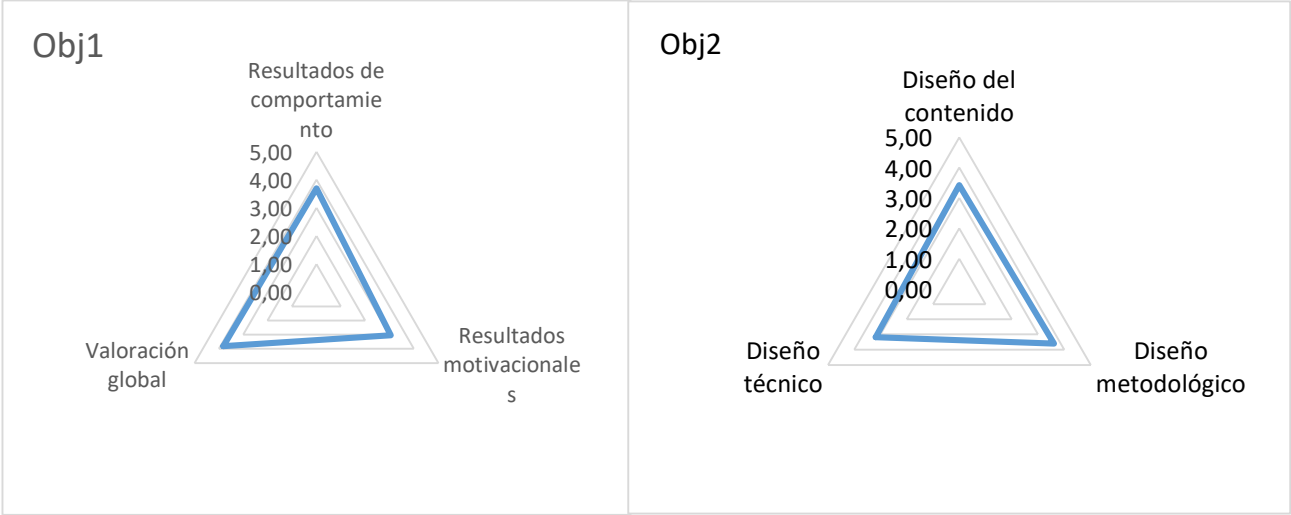 Obj1
Resultados de
comportamie
nto
5,00
4,00
3,00
2,00
1,00
0,00
Resultados
motivacionale
s
Valoración
global
Obj2
Diseño del
contenido
5,00
4,00
3,00
2,00
1,00
0,00
Diseño
metodológico
Diseño
técnico